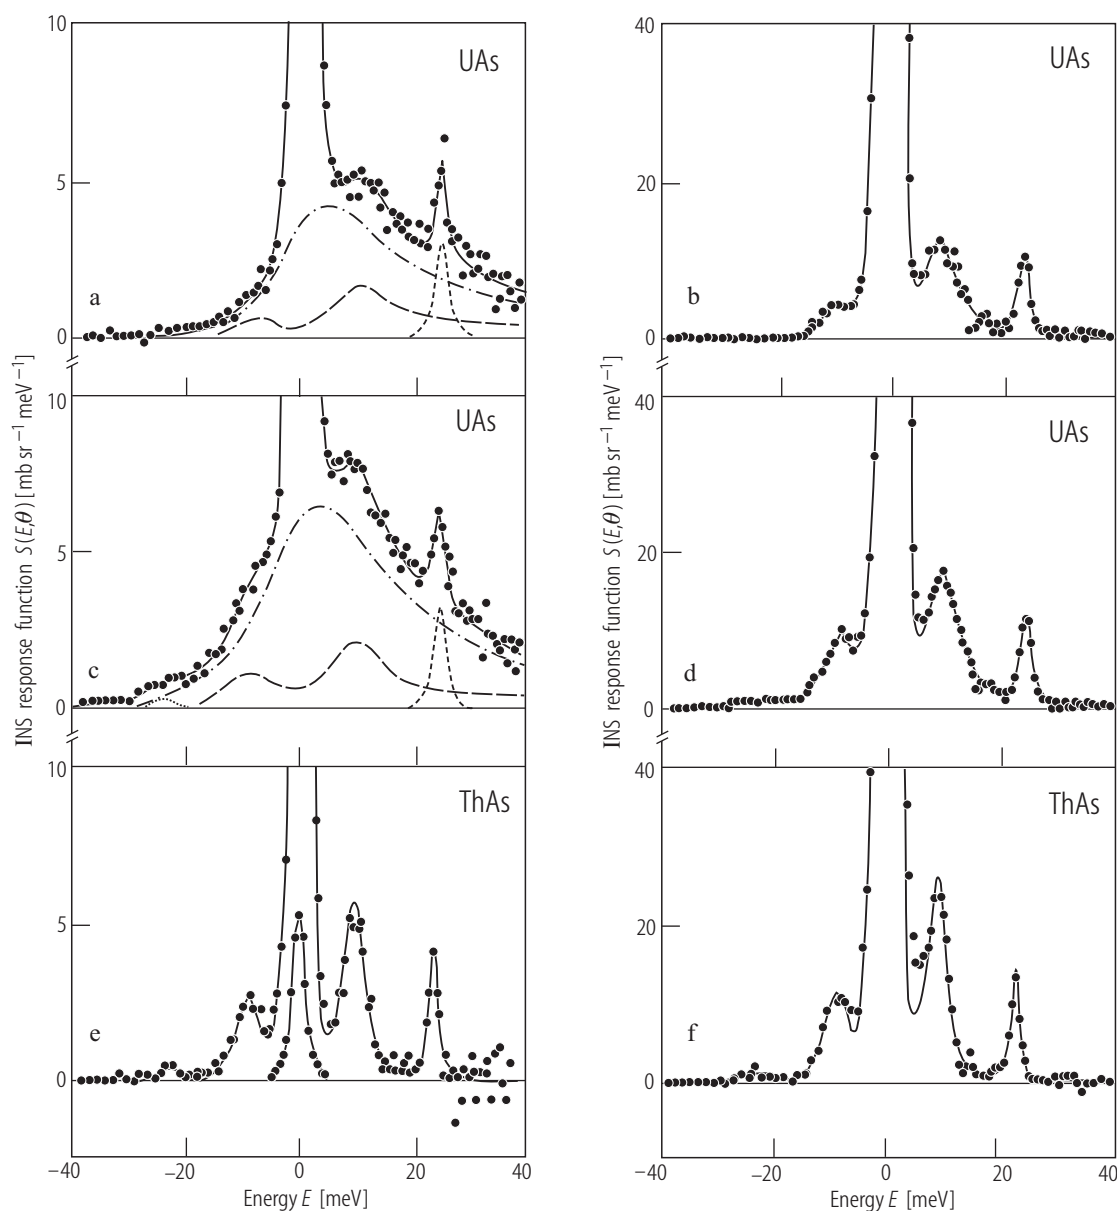 10
UAs
5
a
0
40
UAs
20
b
0
10
UAs
5
c
0
40
UAs
20
d
0
10
ThAs
5
e
0
−40
−20
0
20
40
Energy E [meV]
40
ThAs
20
f
0
−40
−20
0
20
40
Energy E [meV]
INS response function S(E,θ) [mb sr⁻¹ meV⁻¹]
INS response function S(E,θ) [mb sr⁻¹ meV⁻¹]